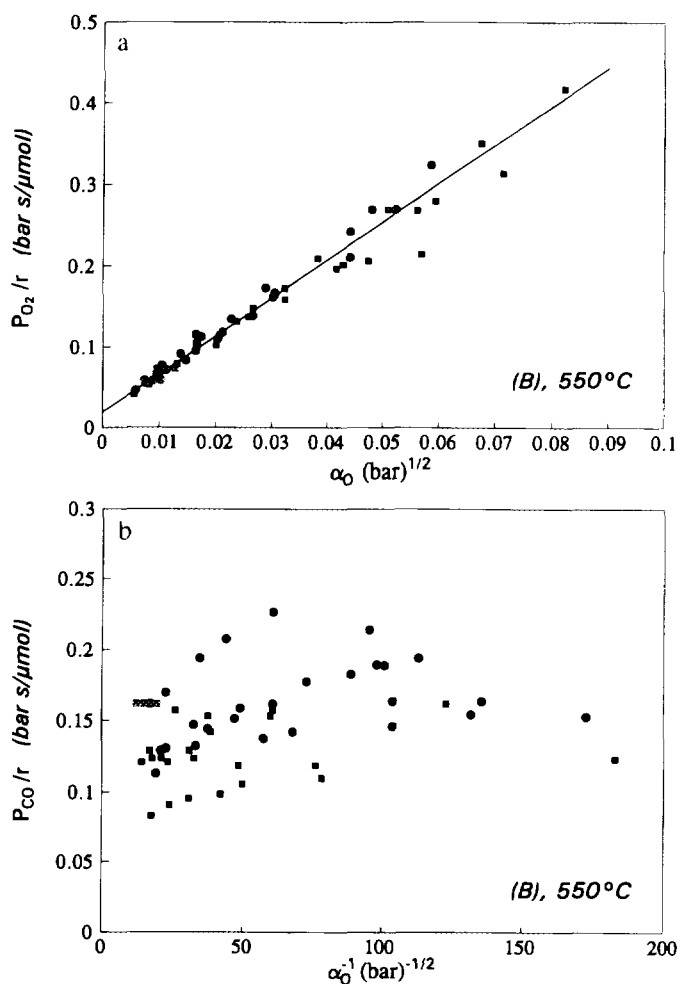 0.5
a
0.4
0.3
0.2
0.1
0
P_O₂/r (bar s/μmol)
(B), 550°C
0 0.01 0.02 0.03 0.04 0.05 0.06 0.07 0.08 0.09 0.1
α_O (bar)^1/2
0.3
b
0.25
0.2
0.15
0.1
0.05
0
P_CO/r (bar s/μmol)
(B), 550°C
0 50 100 150 200
α_O^-1 (bar)^-1/2